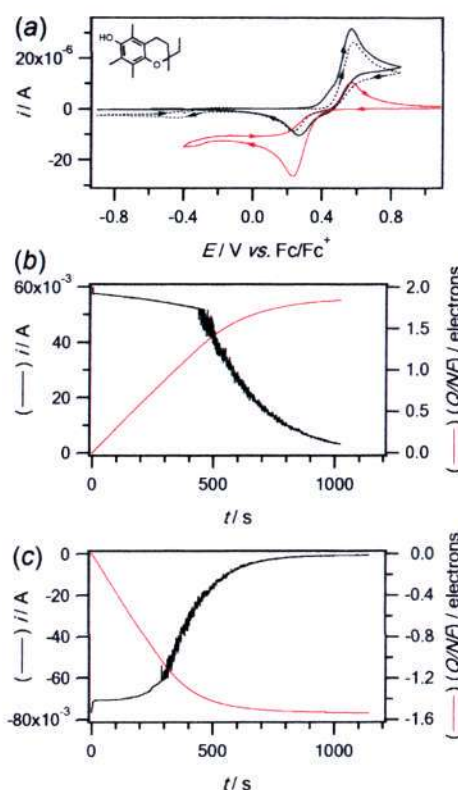 (a)
HO
O
20x10⁻⁶
0
-20
i / A
-0.8 -0.4 0.0 0.4 0.8
E / V vs. Fc/Fc⁺
(b)
60x10⁻³
40
20
0
(——) i / A
2.0
1.5
1.0
0.5
0.0
(——) (Q/NF) / electrons
0 500 1000
t / s
(c)
0
-20
-40
-60
-80x10⁻³
(——) i / A
0.0
-0.4
-0.8
-1.2
-1.6
(——) (Q/NF) / electrons
0 500 1000
t / s